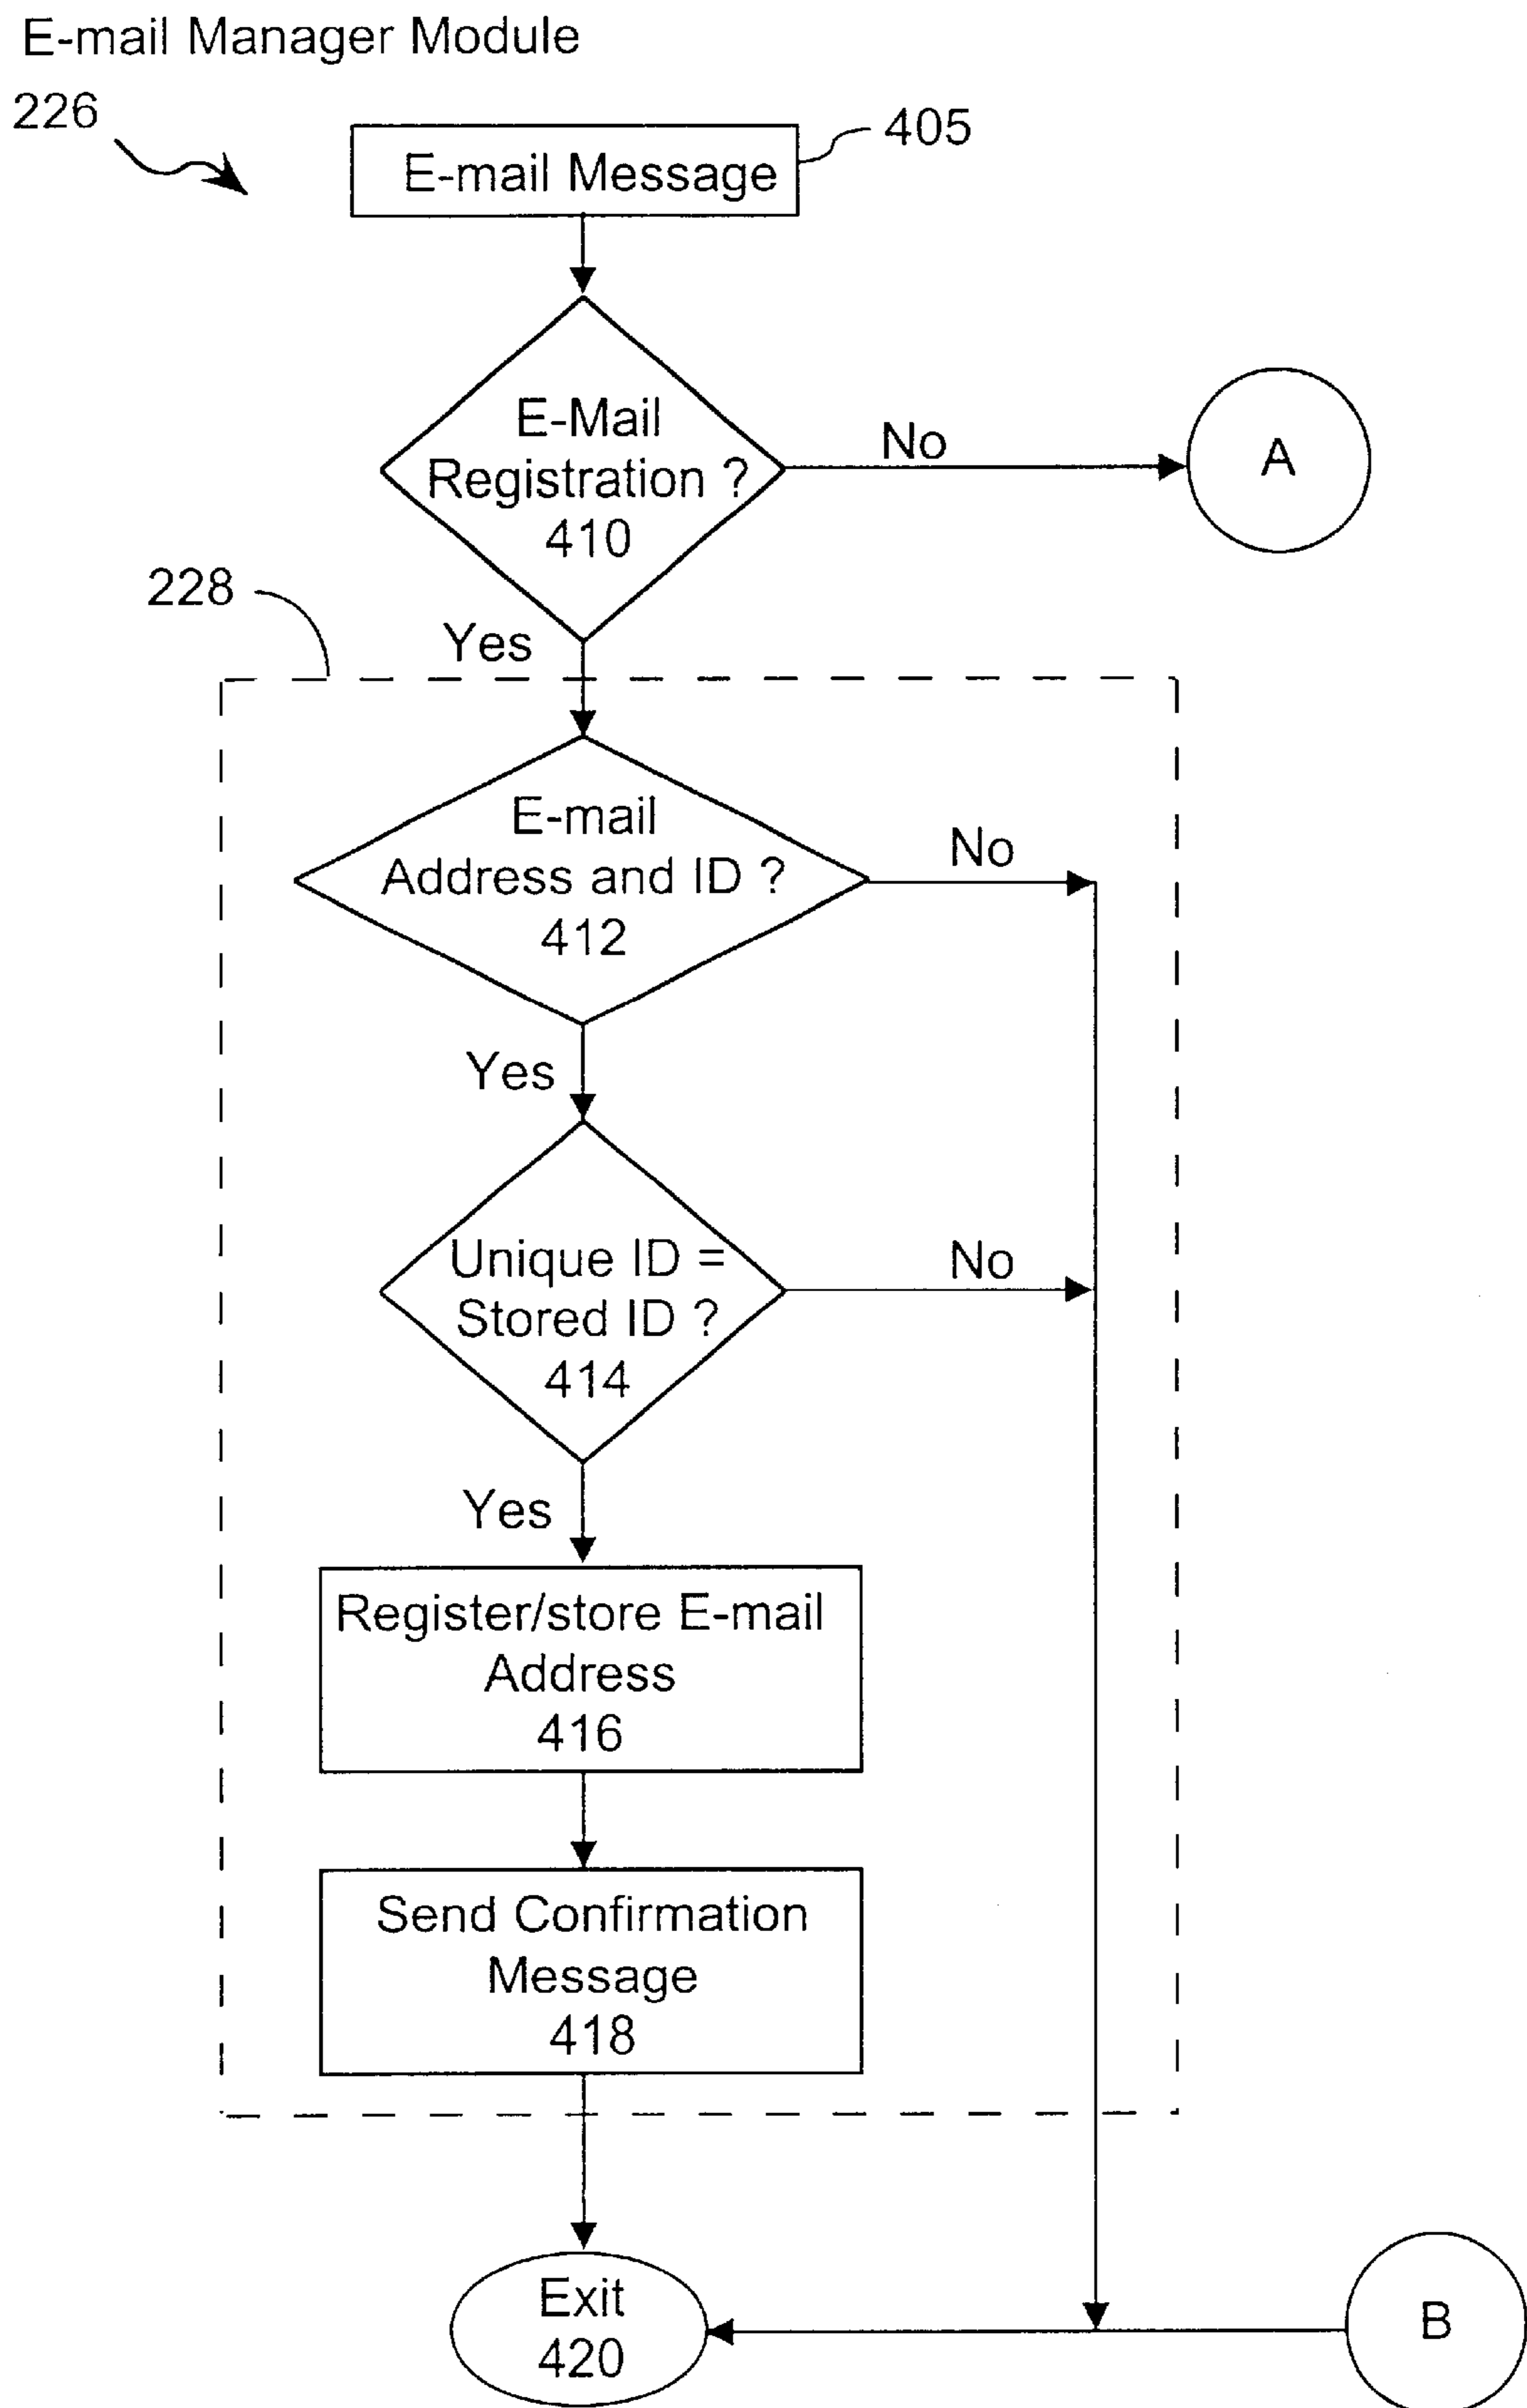 E-mail Manager Module
226
E-mail Message
405
E-Mail
Registration ?
410
No
A
228
Yes
E-mail
Address and ID ?
412
No
Yes
Unique ID =
Stored ID ?
414
No
Yes
Register/store E-mail
Address
416
Send Confirmation
Message
418
Exit
420
B